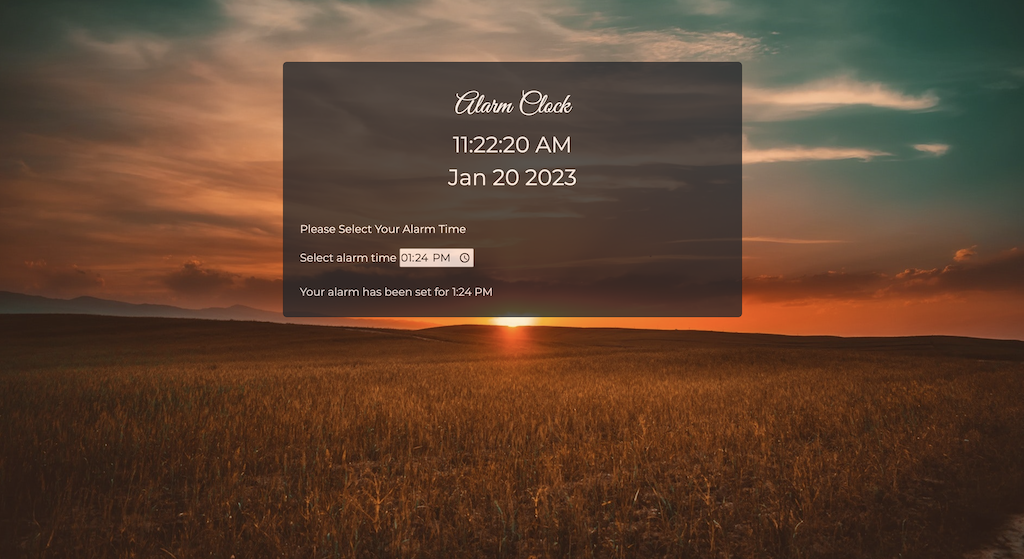 Alarm Clock
11:22:20 AM
Jan 20 2023
Please Select Your Alarm Time
Select alarm time 01:24 PM
Your alarm has been set for 1:24 PM